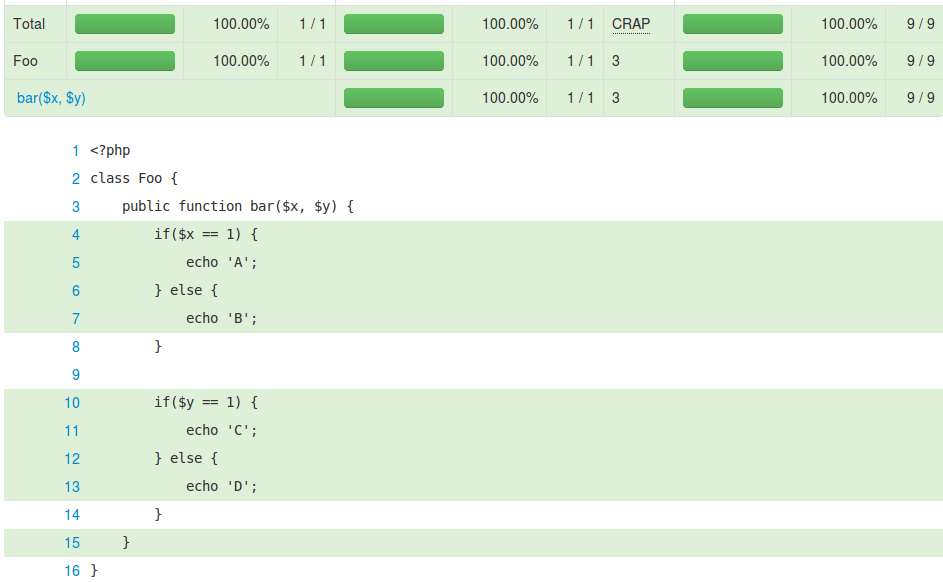 Total 100.00% 1 / 1 100.00% 1 / 1 CRAP 100.00% 9 / 9
Foo 100.00% 1 / 1 100.00% 1 / 1 3 100.00% 9 / 9
bar($x, $y) 100.00% 1 / 1 3 100.00% 9 / 9
1 <?php
2 class Foo {
3     public function bar($x, $y) {
4         if($x == 1) {
5             echo 'A';
6         } else {
7             echo 'B';
8         }
9
10         if($y == 1) {
11             echo 'C';
12         } else {
13             echo 'D';
14         }
15     }
16 }